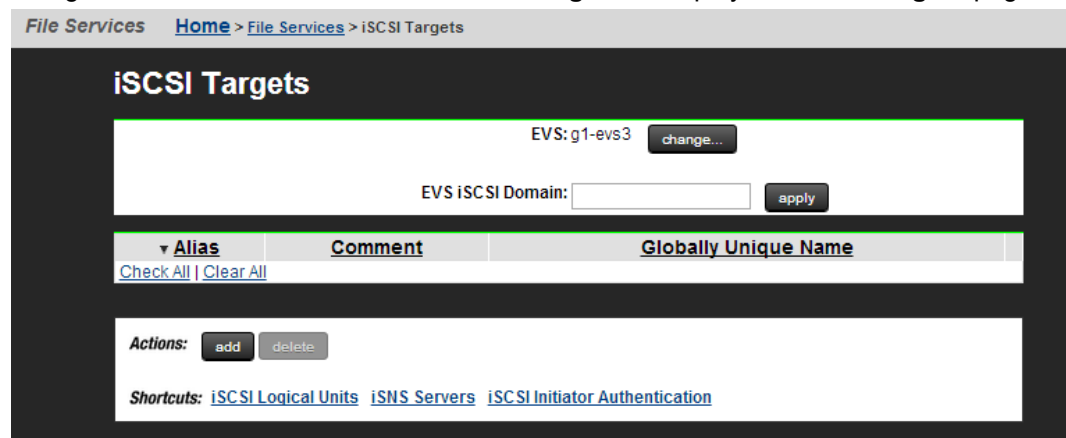 File Services Home > File Services > iSCSI Targets
iSCSI Targets
EVS: g1-evs3 change...
EVS iSCSI Domain: apply
▼ Alias Comment Globally Unique Name
Check All | Clear All
Actions: add delete
Shortcuts: iSCSI Logical Units iSNS Servers iSCSI Initiator Authentication